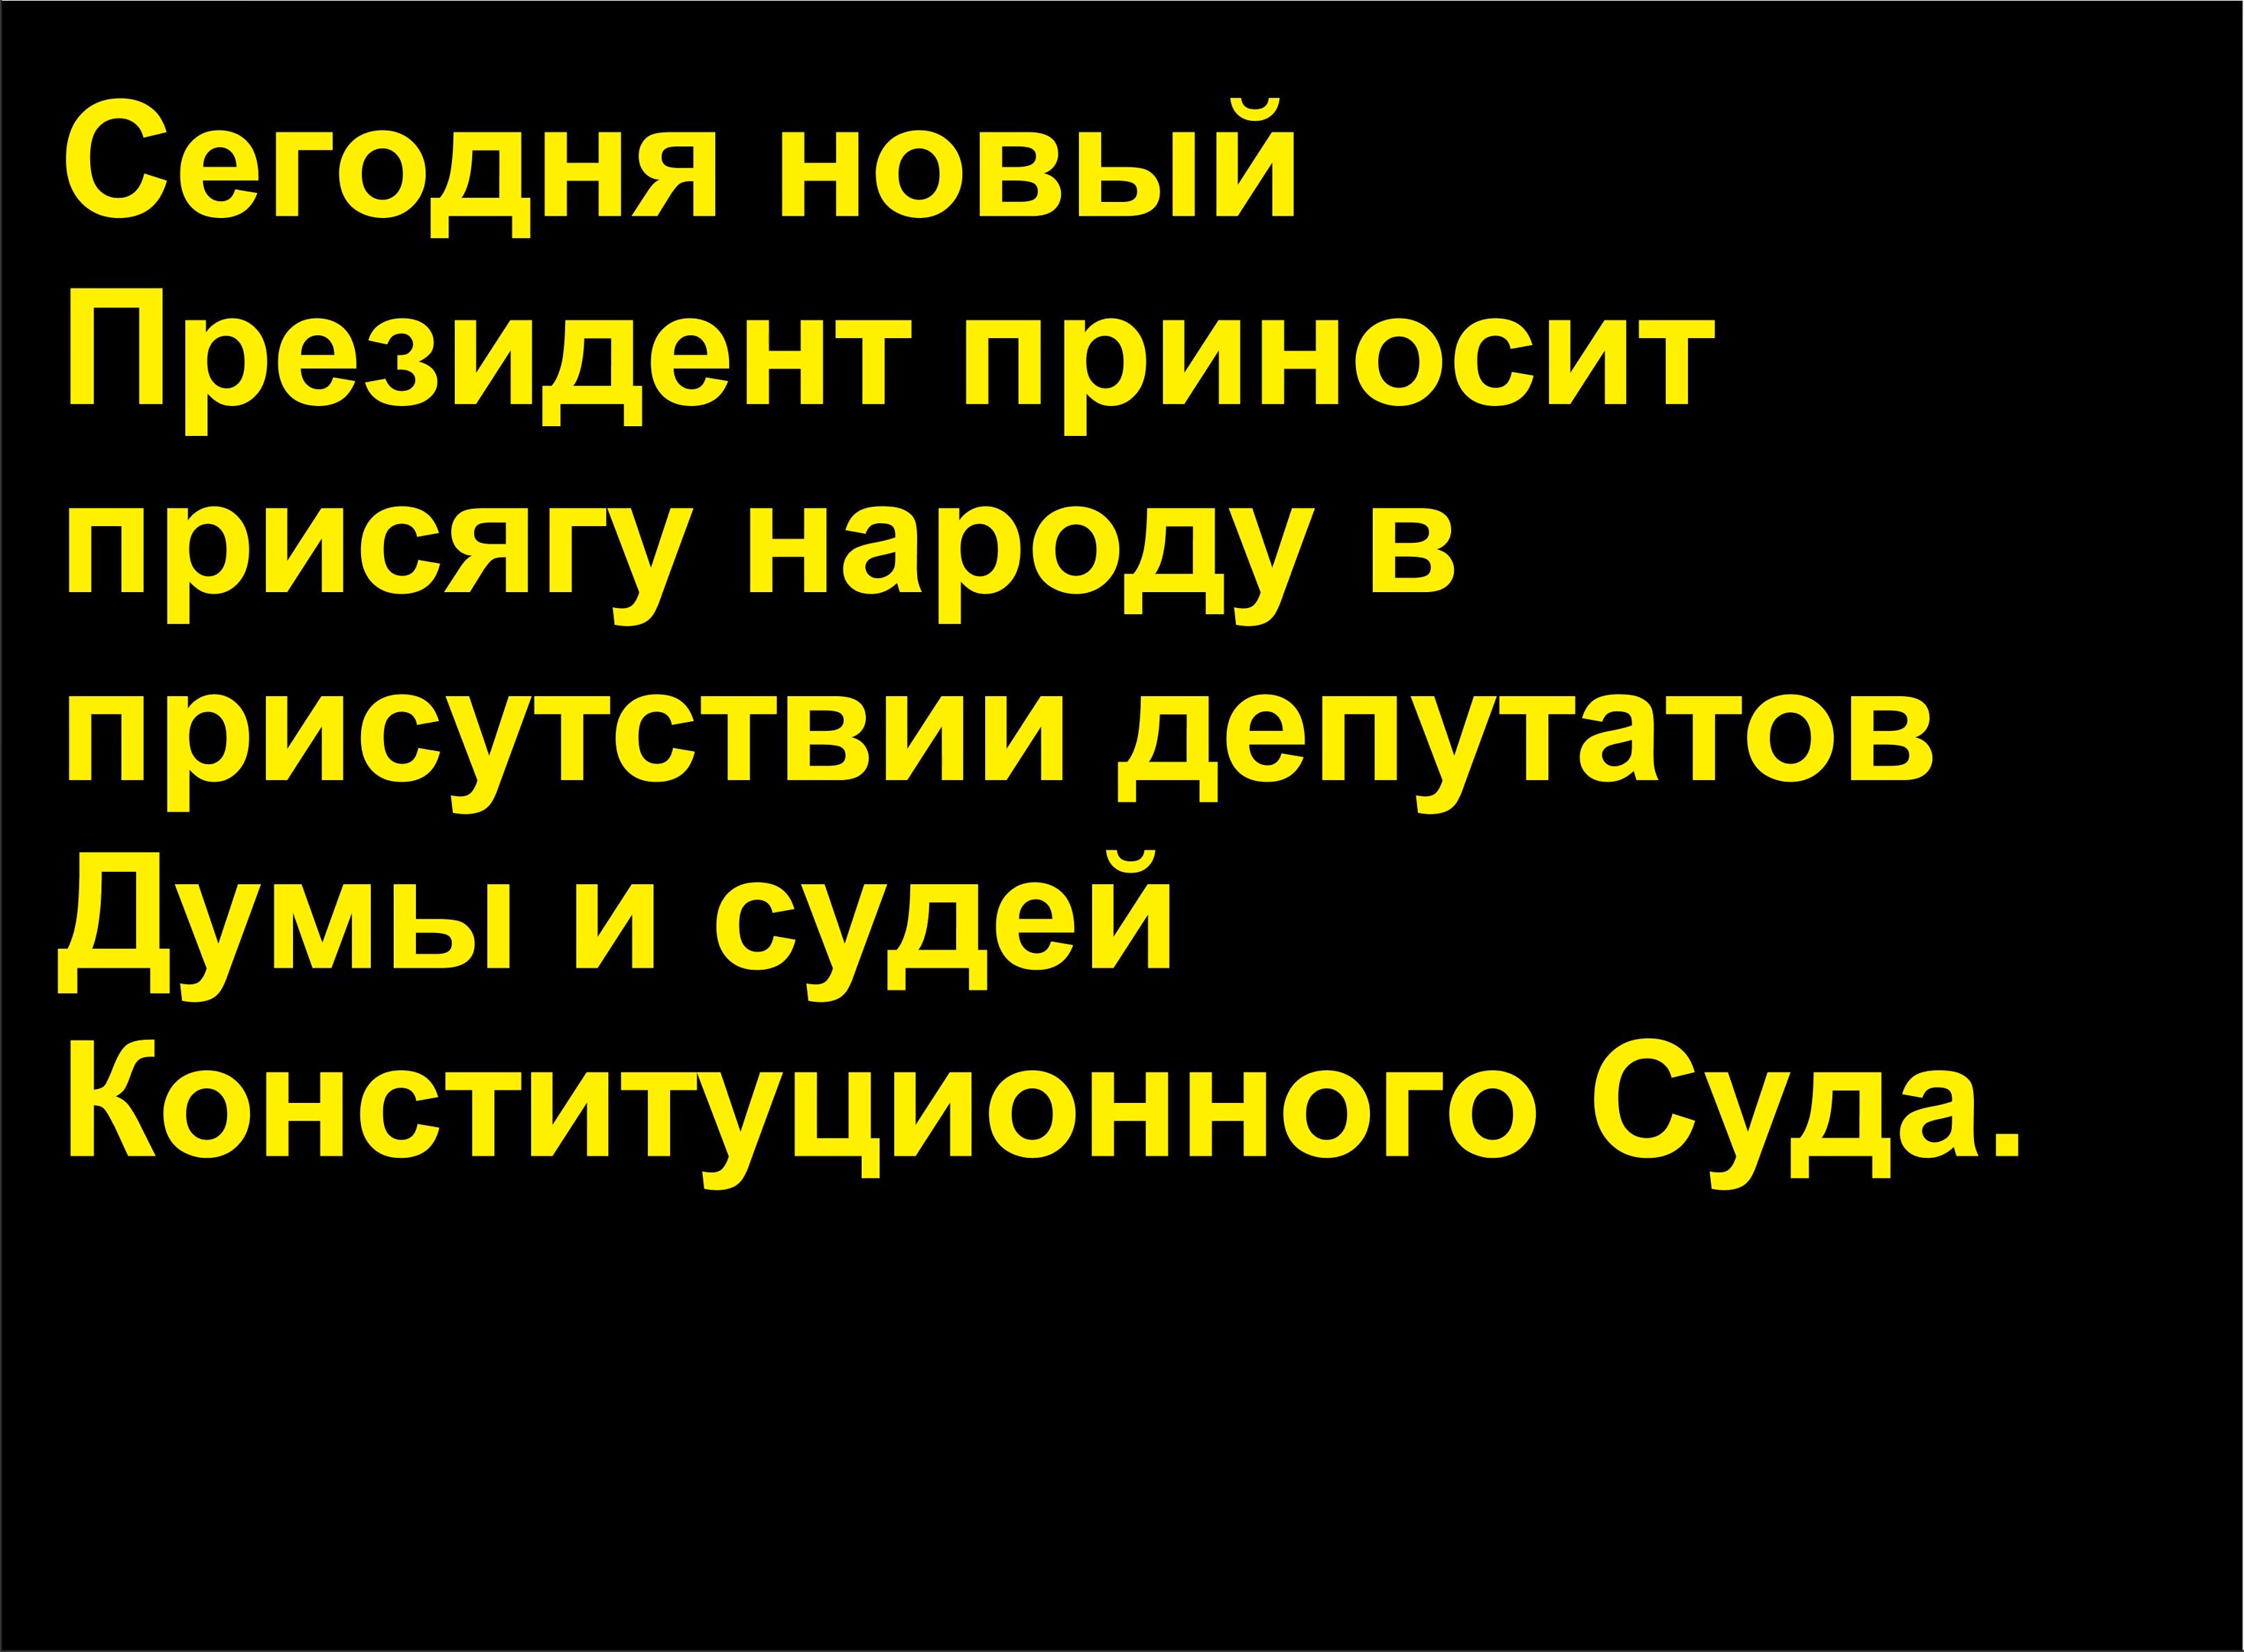 Сегодня новый
Президент приносит
присягу народу в
присутствии депутатов
Думы и судей
Конституционного Суда.